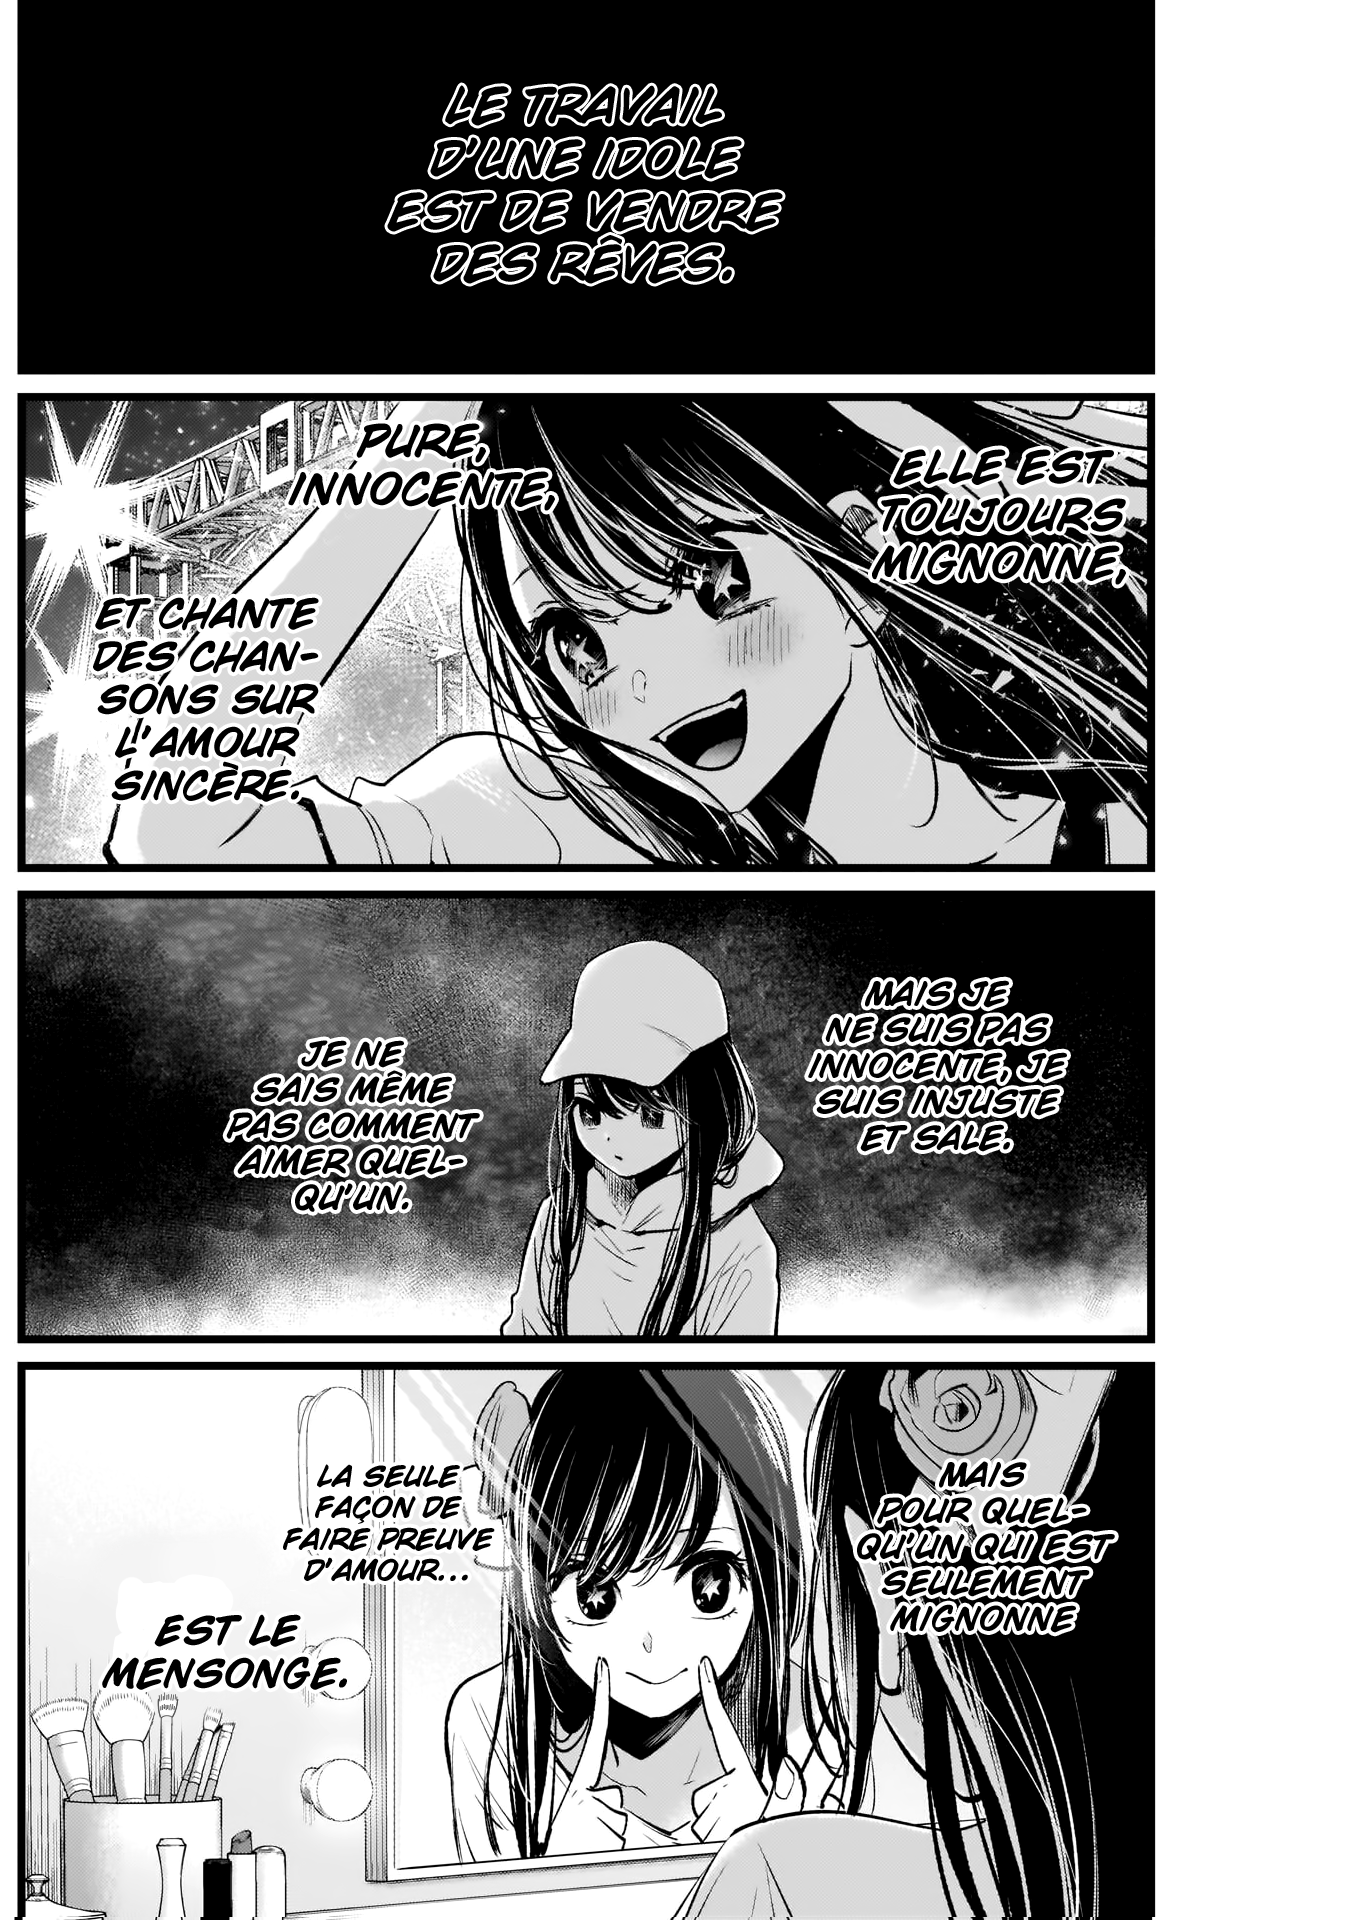 LE TRAVAIL
D'UNE IDOLE
EST DE VENDRE
DES RÊVES.
ELLE EST
TOUJOURS
MIGNONNE,
PURE,
INNOCENTE,
ET CHANTE
DES CHAN-
SONS SUR
L'AMOUR
SINCÈRE.
MAIS JE
NE SUIS PAS
INNOCENTE, JE
SUIS INJUSTE
ET SALE.
JE NE
SAIS MÊME
PAS COMMENT
AIMER QUEL-
QU'UN.
MAIS
POUR QUEL-
QU'UN QUI EST
SEULEMENT
MIGNONNE
LA SEULE
FAÇON DE
FAIRE PREUVE
D'AMOUR...
EST LE
MENSONGE.